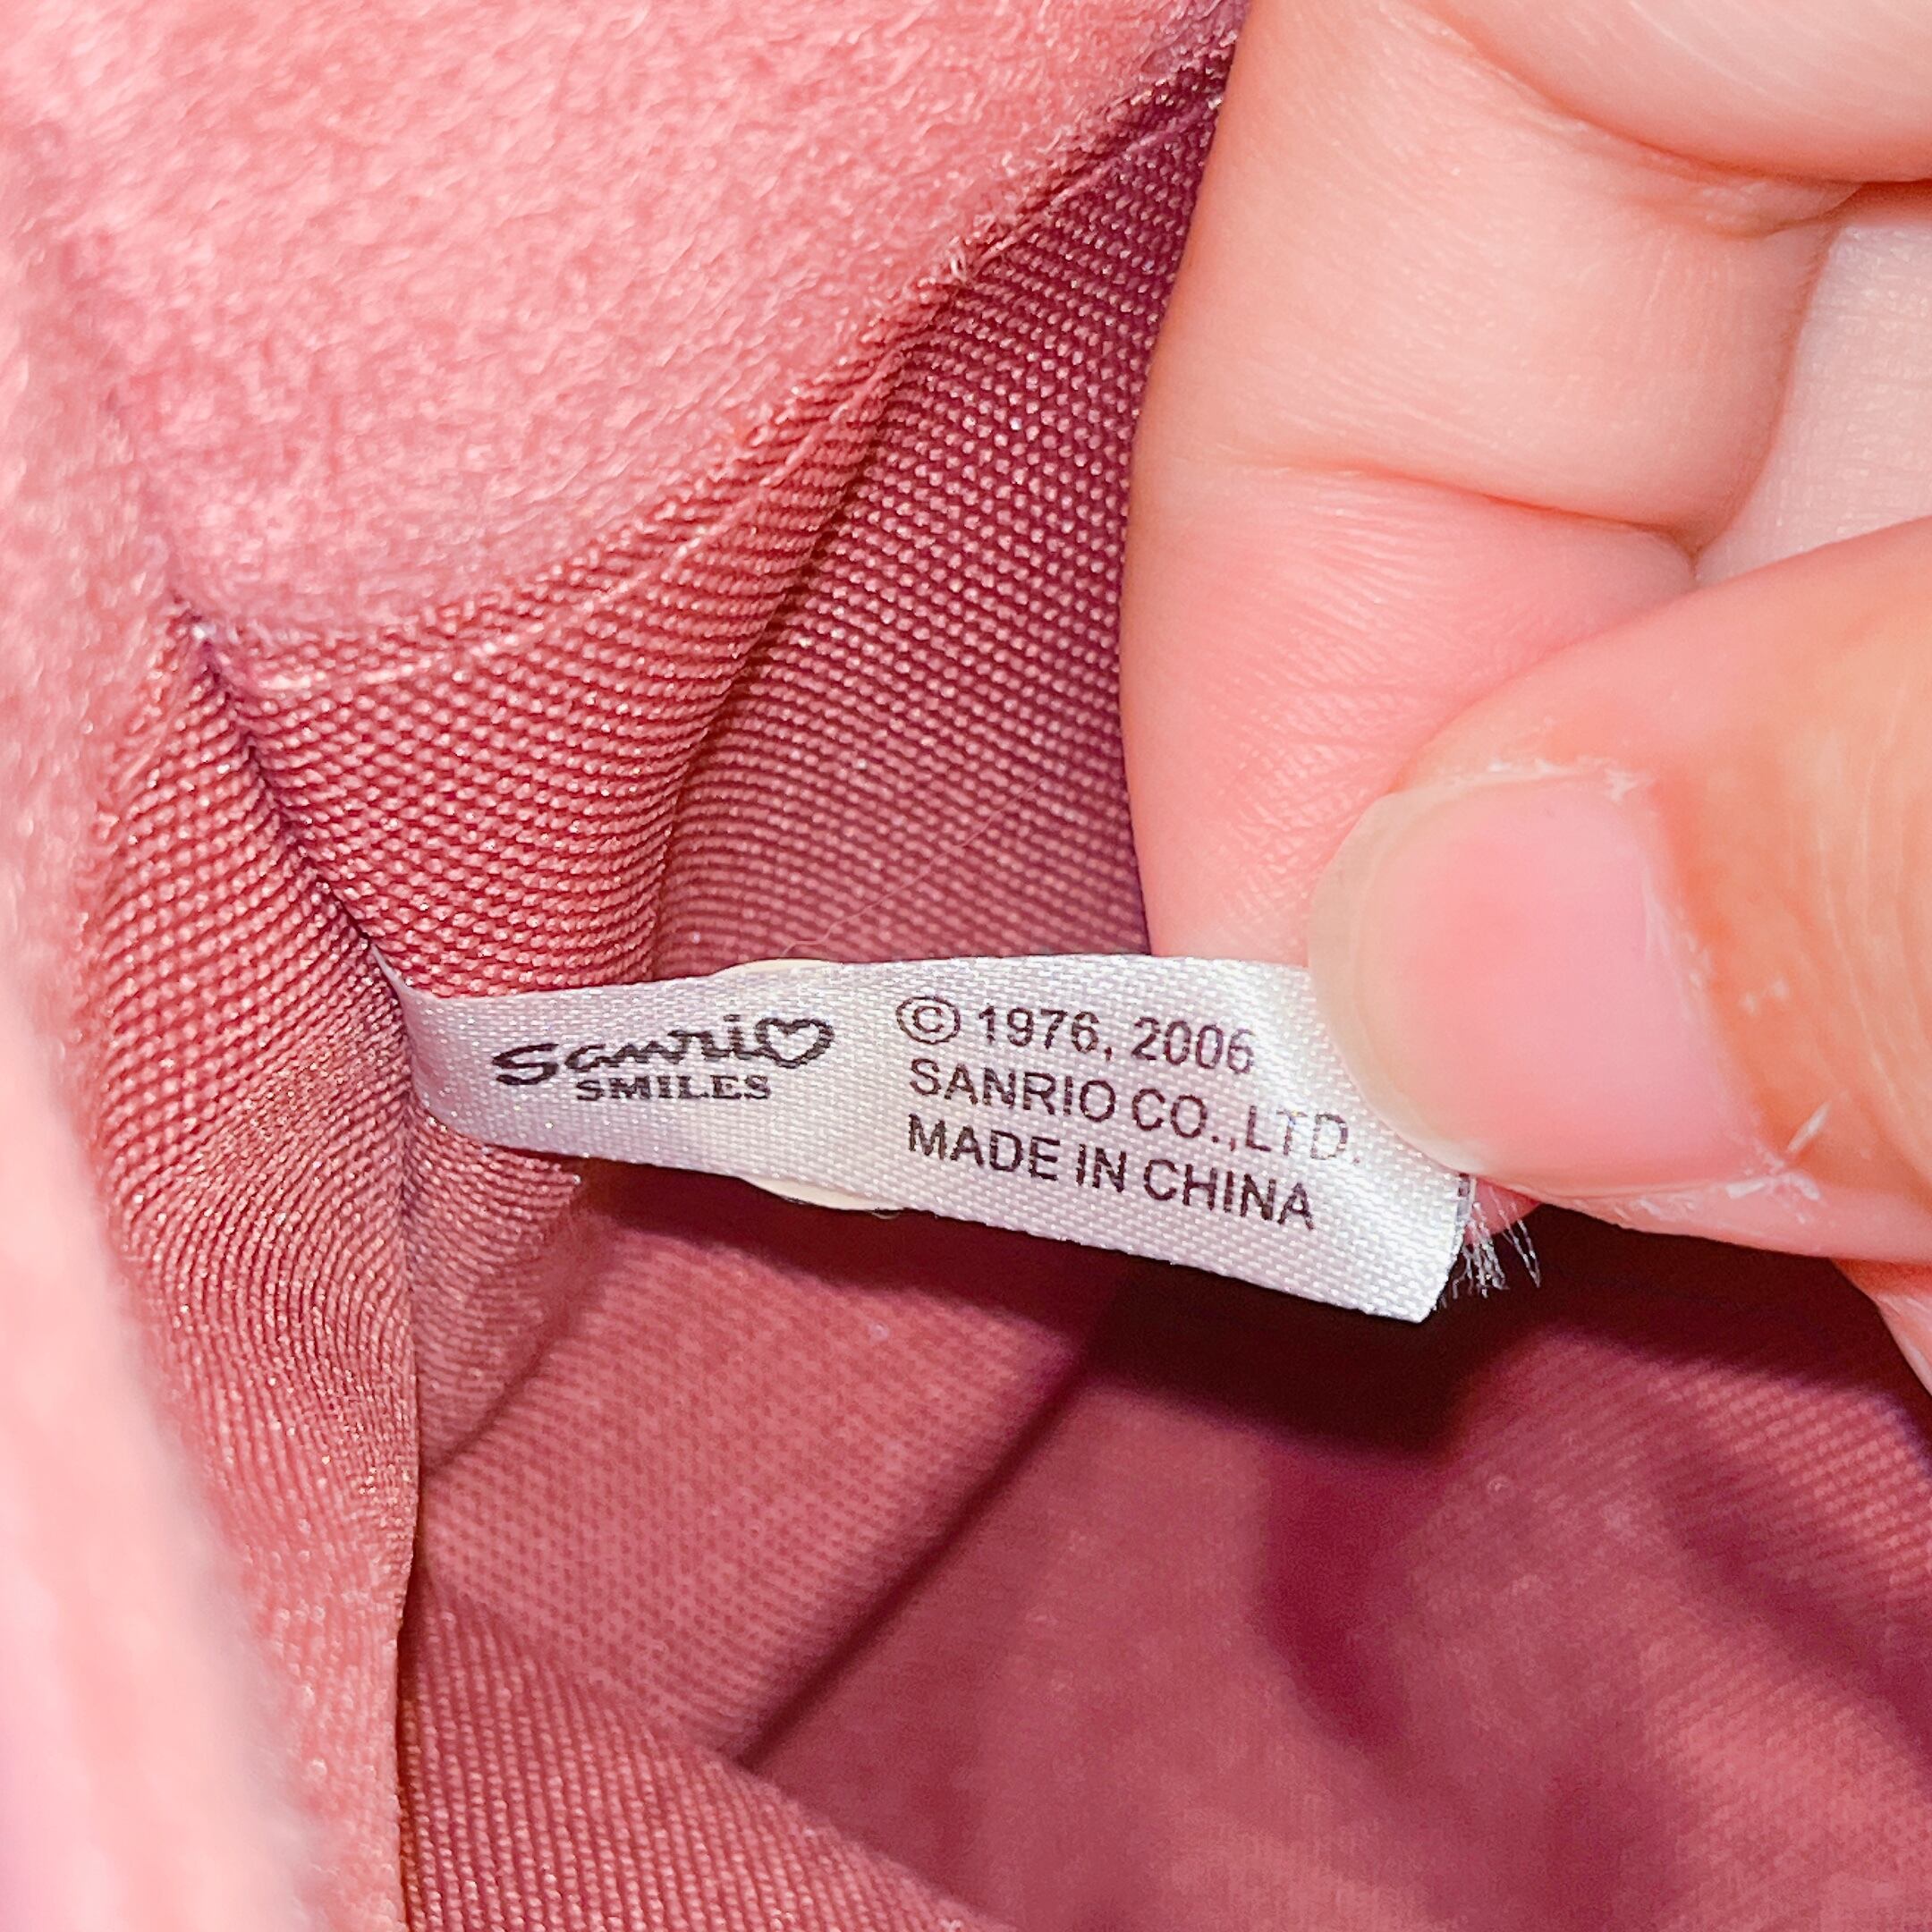 Sanrio
SMILES
© 1976, 2006
SANRIO CO.,LTD.
MADE IN CHINA